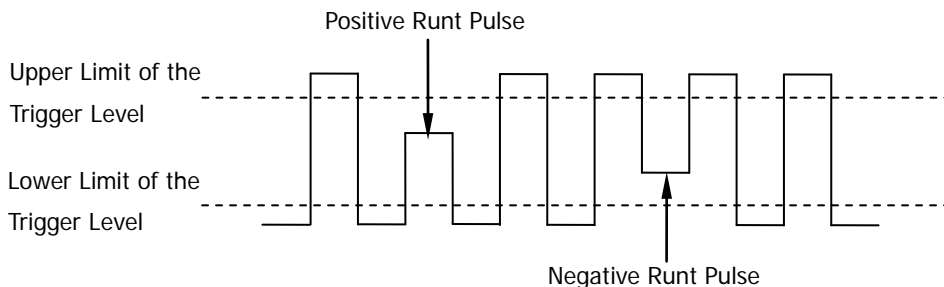 Positive Runt Pulse
Upper Limit of the
Trigger Level
Lower Limit of the
Trigger Level
Negative Runt Pulse